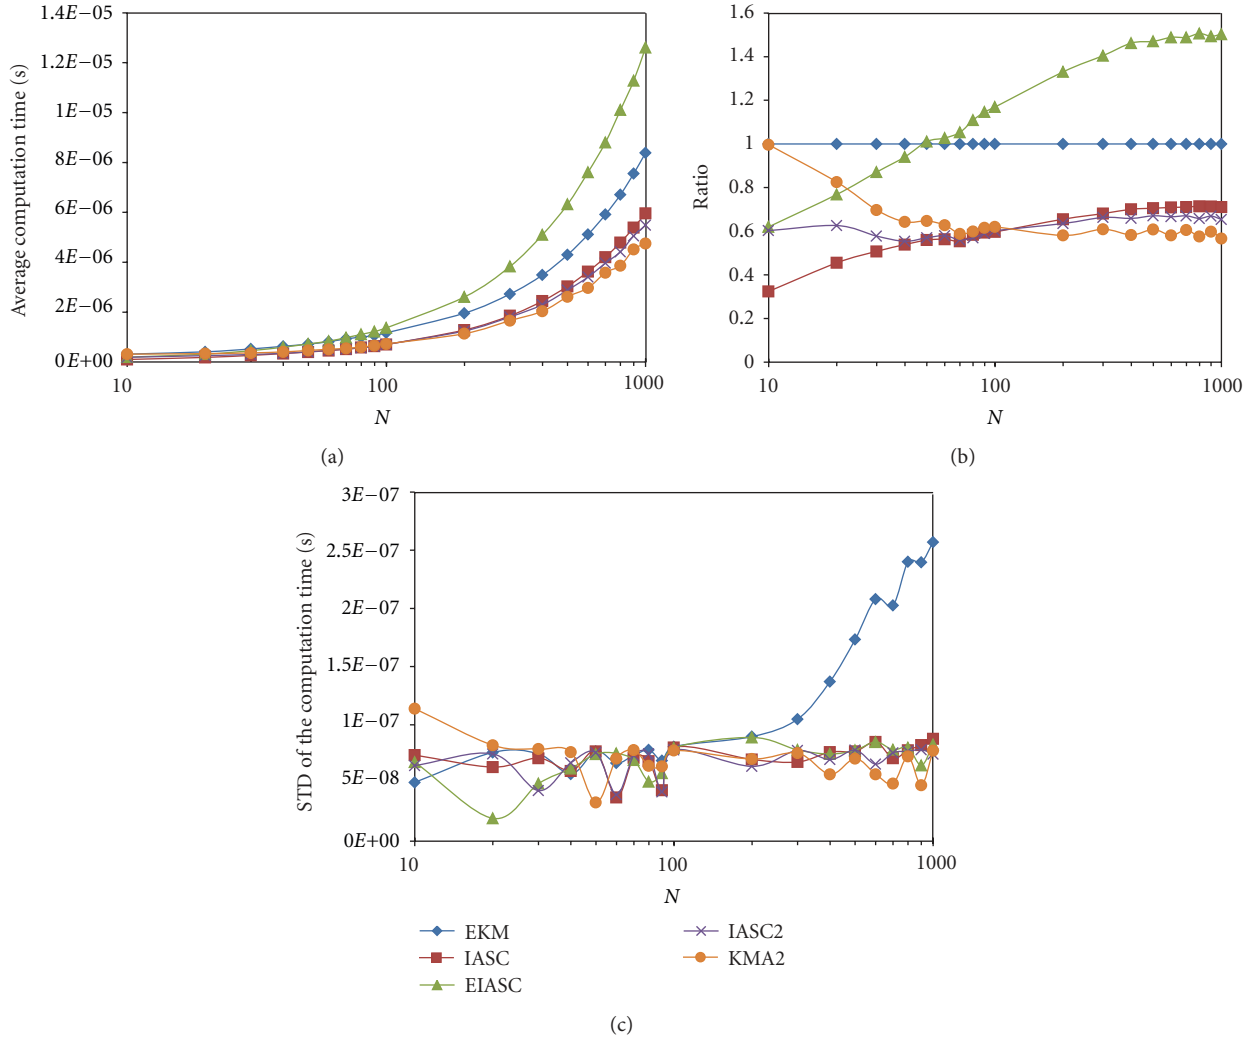 Average computation time (s)
1.4E−05
1.2E−05
1E−05
8E−06
6E−06
4E−06
2E−06
0E+00
10
100
1000
N
(a)
Ratio
1.6
1.4
1.2
1
0.8
0.6
0.4
0.2
0
10
100
1000
N
(b)
STD of the computation time (s)
3E−07
2.5E−07
2E−07
1.5E−07
1E−07
5E−08
0E+00
10
100
1000
N
EKM
IASC
EIASC
IASC2
KMA2
(c)